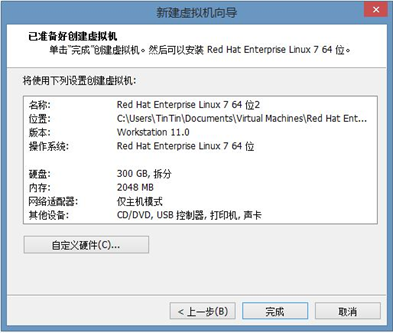 新建虚拟机向导
已准备好创建虚拟机
单击"完成"创建虚拟机。然后可以安装 Red Hat Enterprise Linux 7 64 位。
将使用下列设置创建虚拟机:
名称: Red Hat Enterprise Linux 7 64 位2
位置: C:\Users\TinTin\Documents\Virtual Machines\Red Hat Ent...
版本: Workstation 11.0
操作系统: Red Hat Enterprise Linux 7 64 位
硬盘: 300 GB, 拆分
内存: 2048 MB
网络适配器: 仅主机模式
其他设备: CD/DVD, USB 控制器, 打印机, 声卡
自定义硬件(C)...
< 上一步(B) 完成 取消